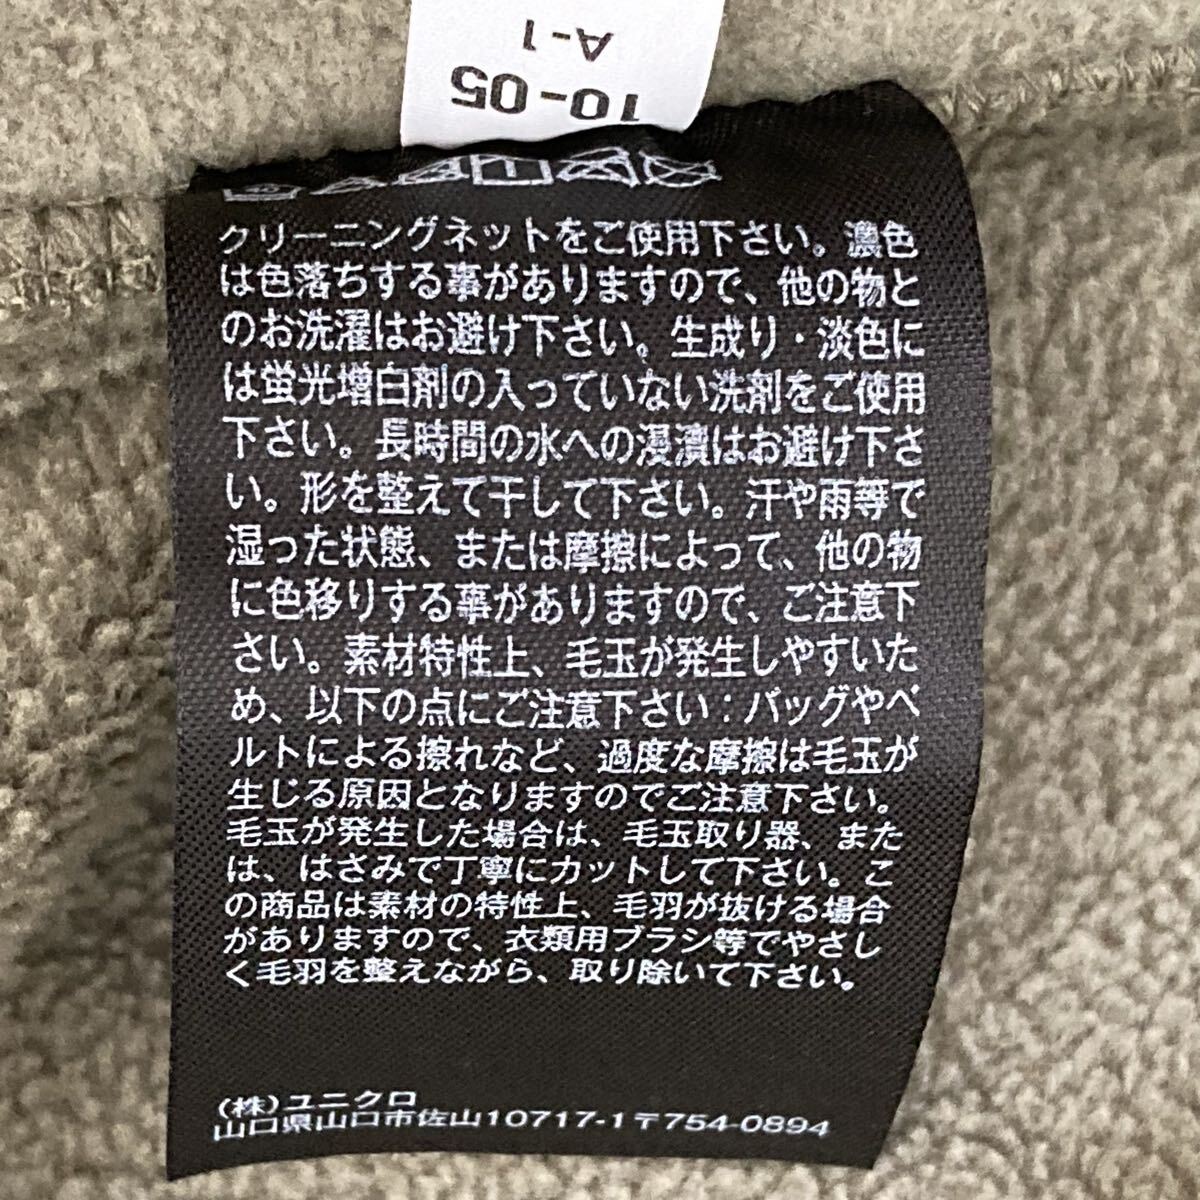 10-05
A-1
クリーニングネットをご使用下さい。濃色
は色落ちする事がありますので、他の物と
のお洗濯はお避け下さい。生成り・淡色に
は蛍光増白剤の入っていない洗剤をご使用
下さい。長時間の水への浸漬はお避け下さ
い。形を整えて干して下さい。汗や雨等で
湿った状態、または摩擦によって、他の物
に色移りする事がありますので、ご注意下
さい。素材特性上、毛玉が発生しやすいた
め、以下の点にご注意下さい：バッグやベ
ルトによる擦れなど、過度な摩擦は毛玉が
生じる原因となりますのでご注意下さい。
毛玉が発生した場合は、毛玉取り器、また
は、はさみで丁寧にカットして下さい。こ
の商品は素材の特性上、毛羽が抜ける場合
がありますので、衣類用ブラシ等でやさし
く毛羽を整えながら、取り除いて下さい。
(株)ユニクロ
山口県山口市佐山10717-1〒754-0894